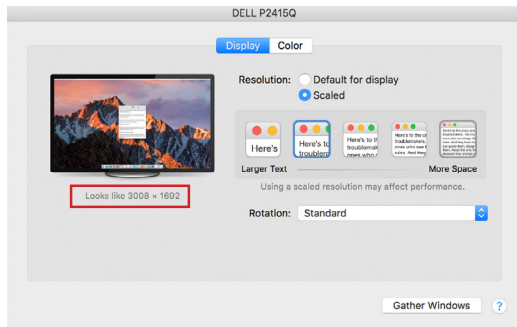 DELL P2415Q
Display Color
Resolution: Default for display
Scaled
Here's
Here's to
troublem
Here's to th
troublemak
ones who
Larger Text More Space
Using a scaled resolution may affect performance.
Looks like 3008 × 1692
Rotation: Standard
Gather Windows ?